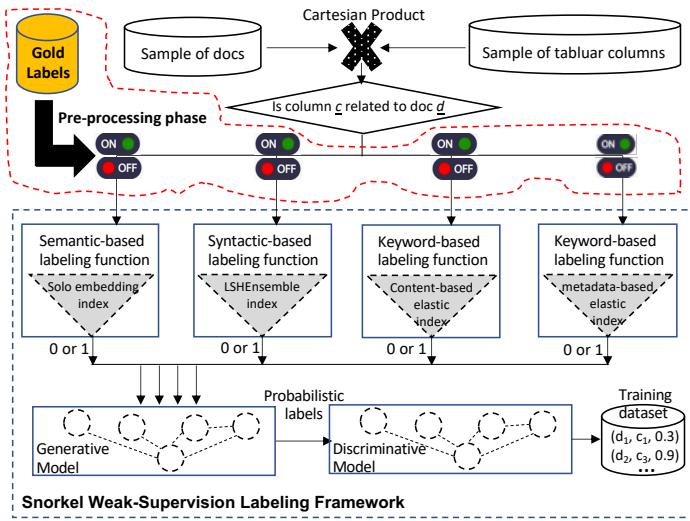 Cartesian Product
Gold
Labels
Sample of docs
Sample of tabluar columns
Is column c related to doc d
Pre-processing phase
ON
OFF
ON
OFF
ON
OFF
ON
OFF
Semantic-based
labeling function
Solo embedding
index
0 or 1
Syntactic-based
labeling function
LSHEnsemble
index
0 or 1
Keyword-based
labeling function
Content-based
elastic
index
0 or 1
Keyword-based
labeling function
metadata-based
elastic
index
0 or 1
Generative
Model
Probabilistic
labels
Discriminative
Model
Training
dataset
(d1, c1, 0.3)
(d2, c3, 0.9)
...
Snorkel Weak-Supervision Labeling Framework